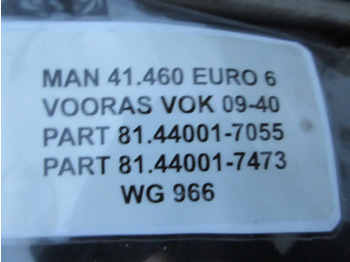 MAN 41.460 EURO 6
VOORAS VOK 09-40
PART 81.44001-7055
PART 81.44001-7473
WG 966